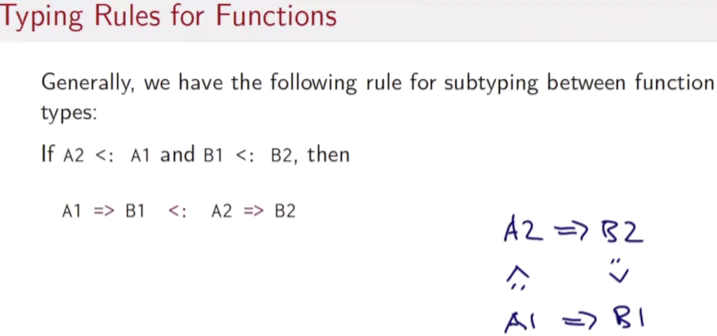 Typing Rules for Functions
Generally, we have the following rule for subtyping between function
types:
If A2 <: A1 and B1 <: B2, then
A1 => B1 <: A2 => B2
A2 => B2
A1 => B1